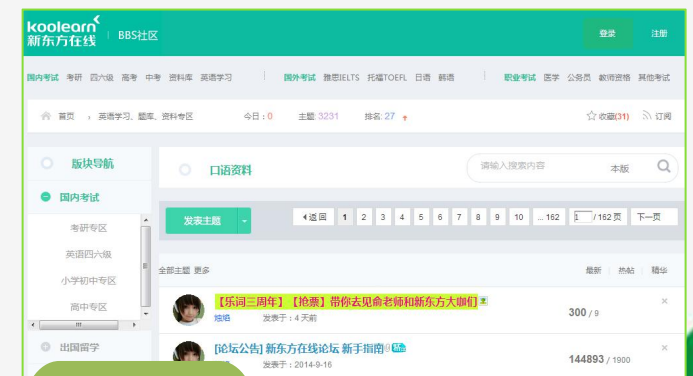 koolearn
新东方在线 BBS社区 登录 注册
国内考试 考研 四六级 高考 中考 资料库 英语学习 国外考试 雅思IELTS 托福TOEFL 日语 韩语 职业考试 医学 公务员 教师资格 其他考试
首页 › 英语学习、题库、资料专区 今日:0 主题:3231 排名:27 收藏(31) 订阅
版块导航 口语资料 请输入搜索内容 本版
国内考试
发表主题 返回 1 2 3 4 5 6 7 8 9 10 ... 162 1 / 162 页 下一页
考研专区
英语四六级
全部主题 更多 最新 热帖 精华
小学初中专区
高中专区
【乐词三周年】【抢票】带你去见俞老师和新东方大咖们
发表于:4 天前 300 / 9
出国留学
[论坛公告] 新东方在线论坛 新手指南
发表于:2014-9-16 144893 / 1900